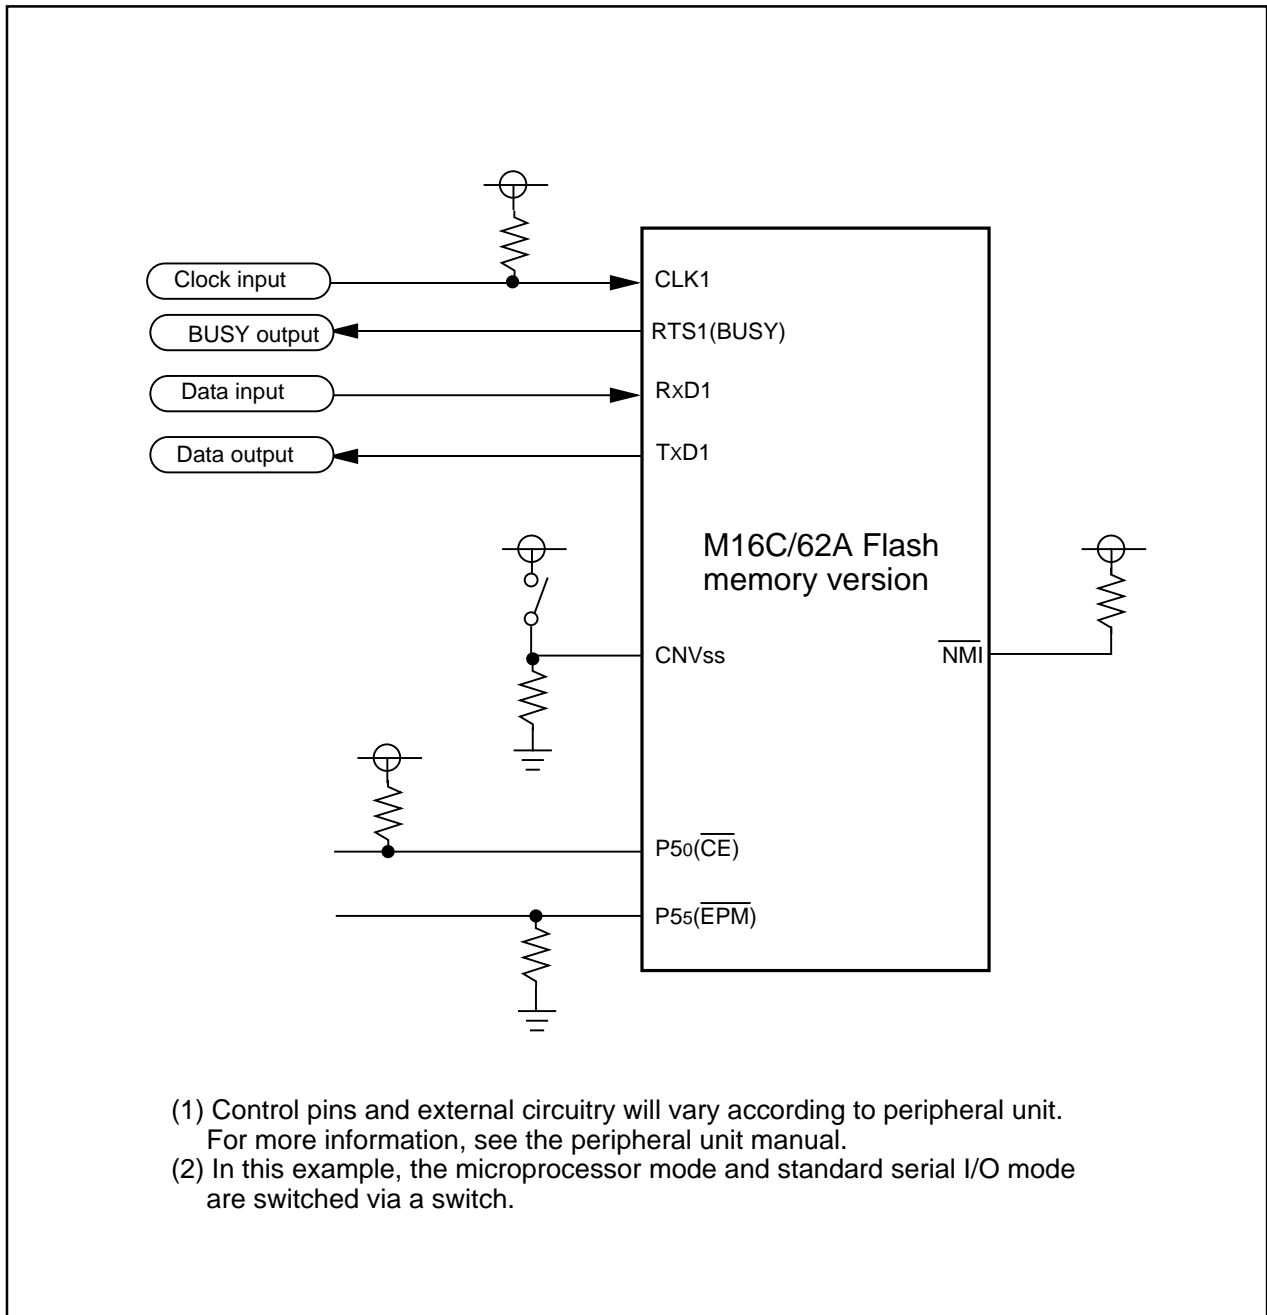 Clock input
CLK1
BUSY output
RTS1(BUSY)
Data input
RxD1
Data output
TxD1
M16C/62A Flash
memory version
CNVss
NMI
P50(CE)
P55(EPM)
(1) Control pins and external circuitry will vary according to peripheral unit.
For more information, see the peripheral unit manual.
(2) In this example, the microprocessor mode and standard serial I/O mode
are switched via a switch.